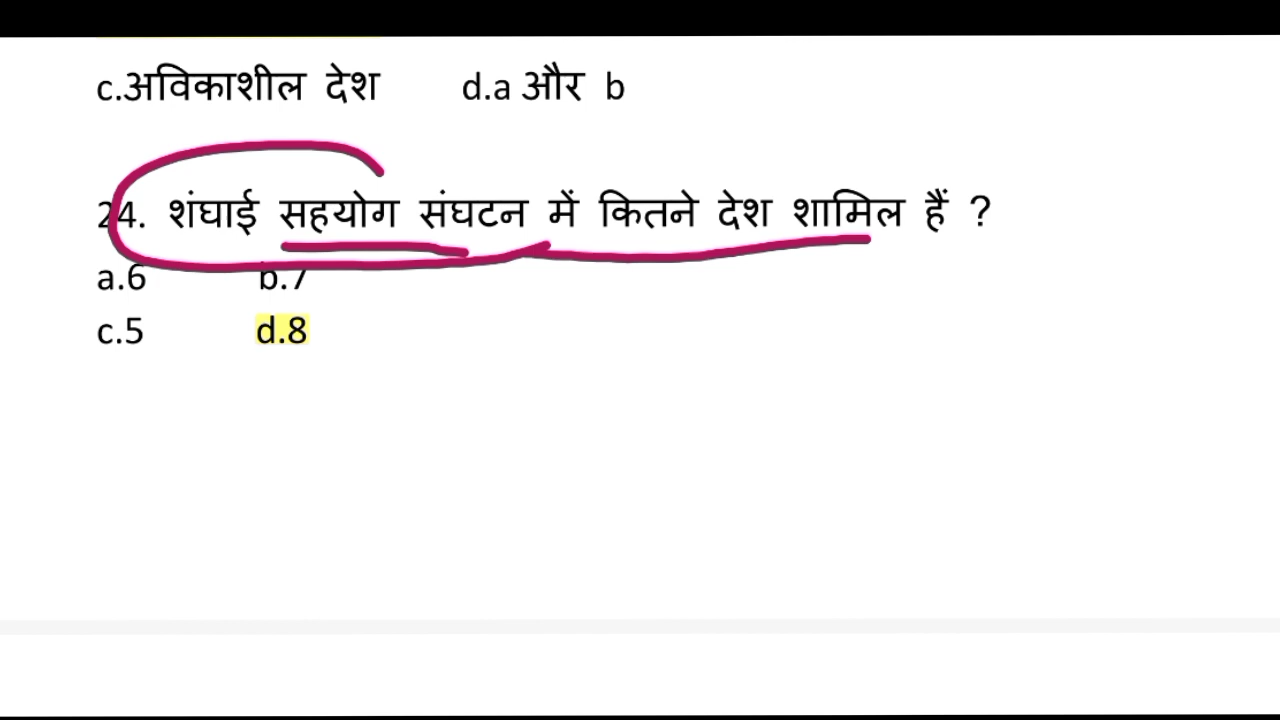 c.अविकाशील देश d.a और b
24. शंघाई सहयोग संघटन में कितने देश शामिल हैं ?
a.6 b.7
c.5 d.8